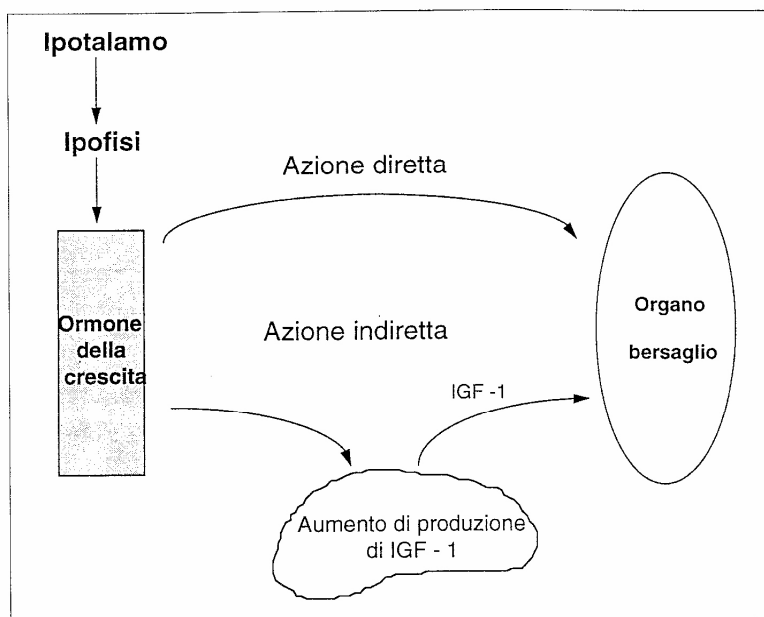 Ipotalamo
Ipofisi
Azione diretta
Ormone
della
crescita
Azione indiretta
Organo
bersaglio
IGF -1
Aumento di produzione
di IGF - 1